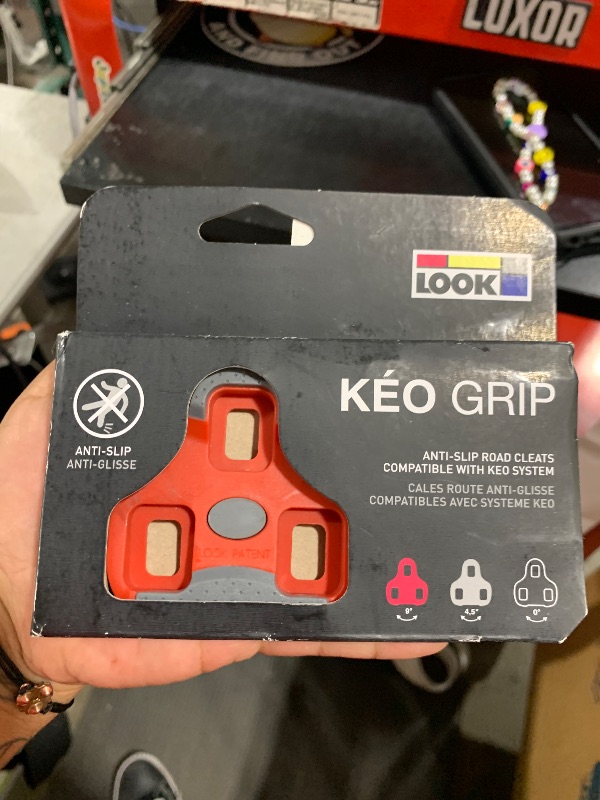 LUXOR
LOOK
KÉO GRIP
ANTI-SLIP
ANTI-GLISSE
ANTI-SLIP ROAD CLEATS
COMPATIBLE WITH KEO SYSTEM
CALES ROUTE ANTI-GLISSE
COMPATIBLES AVEC SYSTEME KEO
LOOK PATENT
9°
4,5°
0°